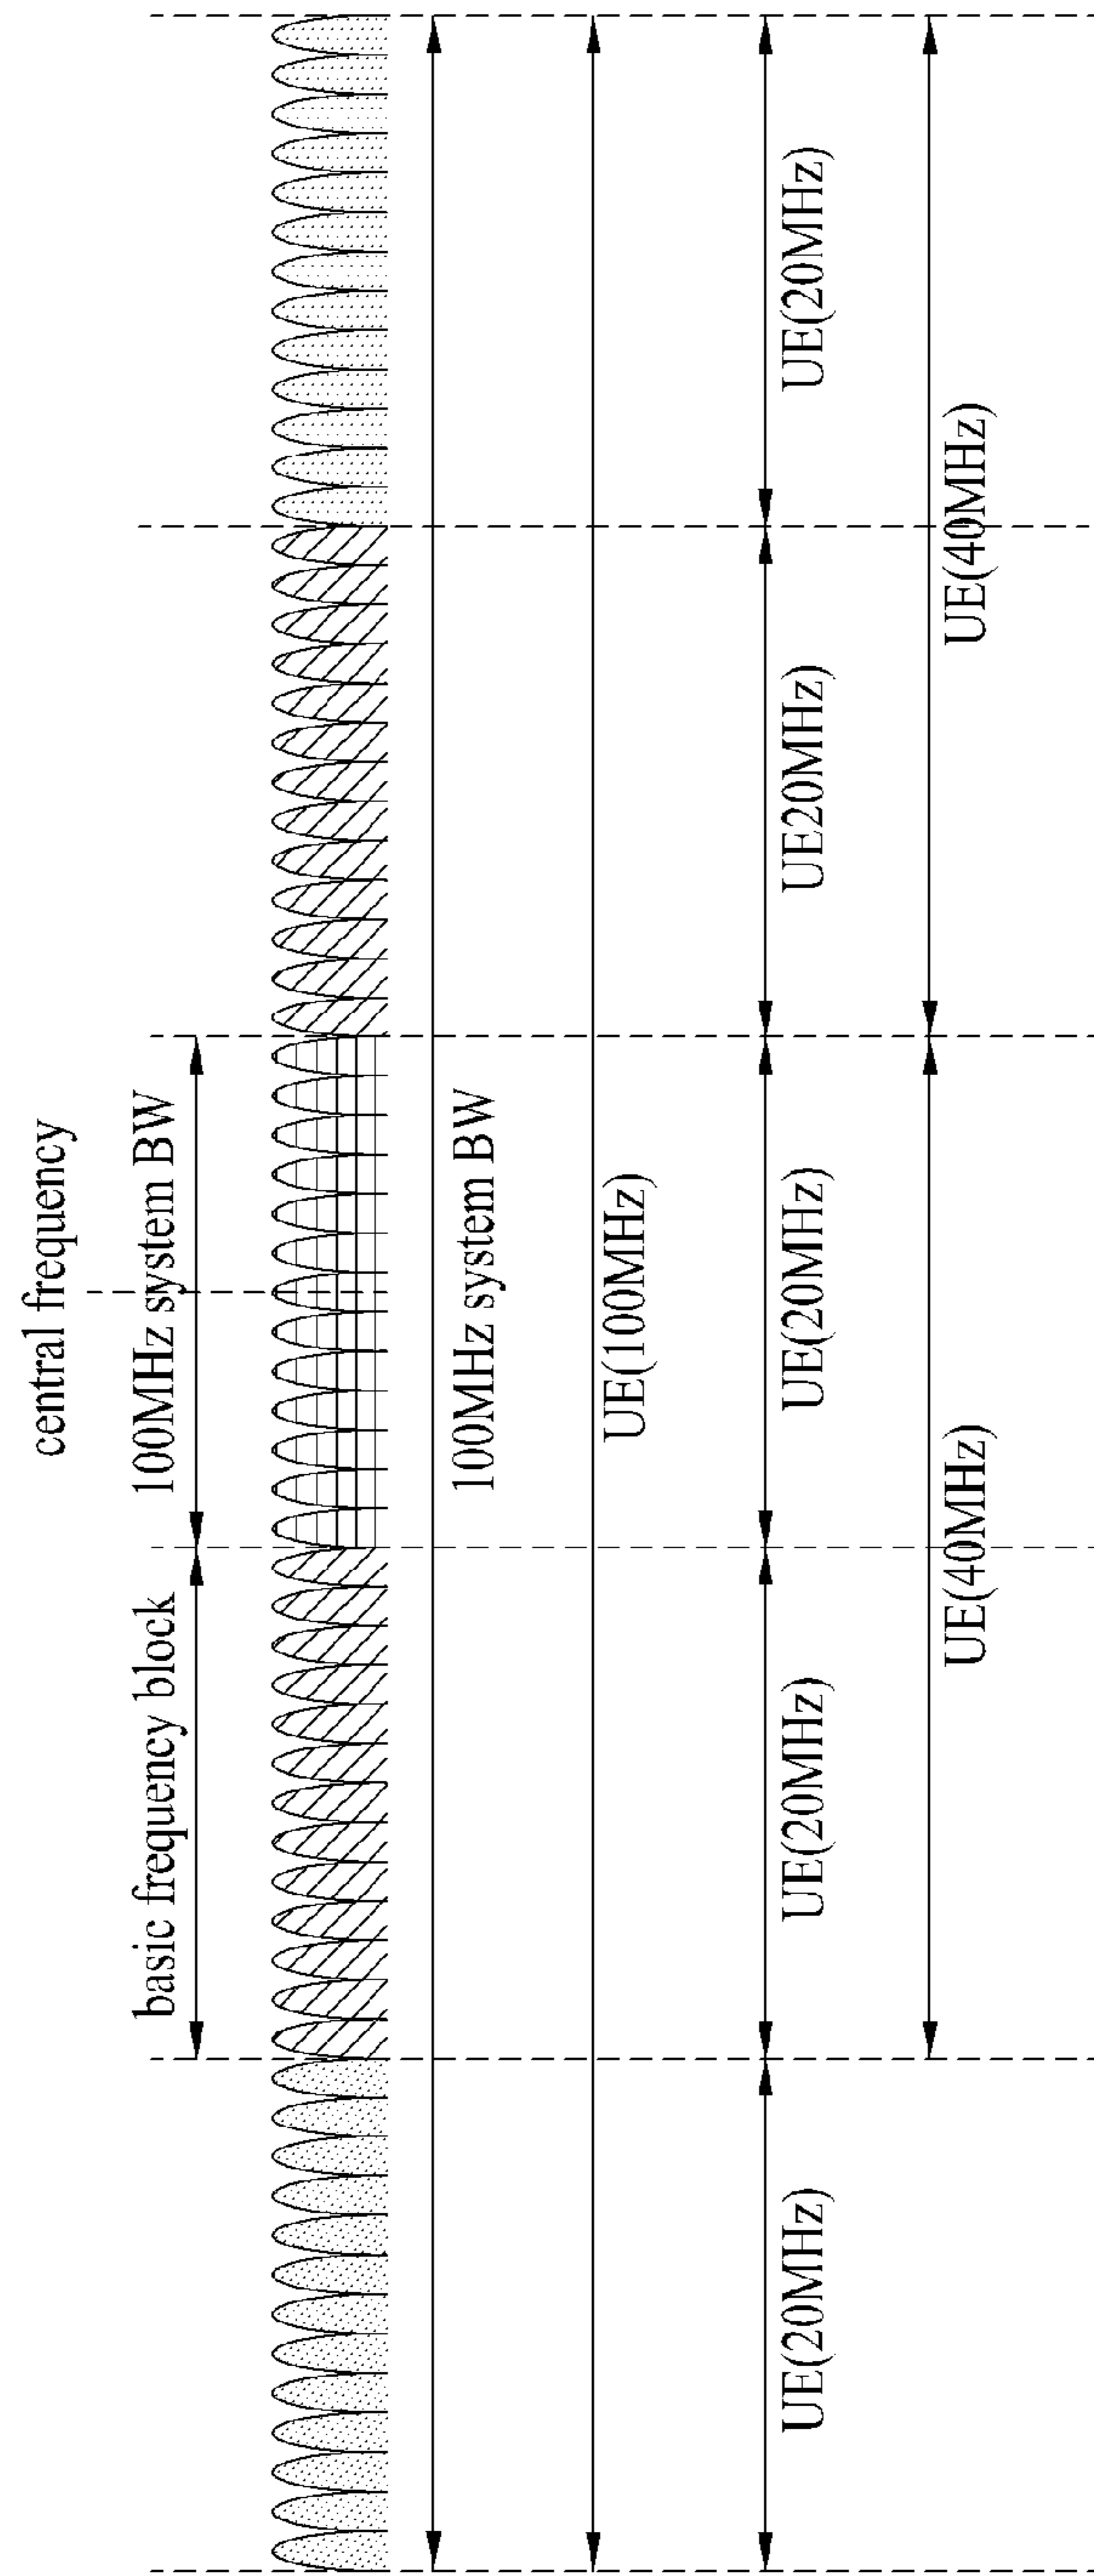 central frequency
basic frequency block
100MHz system BW
100MHz system BW
UE(100MHz)
UE(20MHz)
UE(20MHz)
UE(20MHz)
UE20MHz)
UE(20MHz)
UE(40MHz)
UE(40MHz)